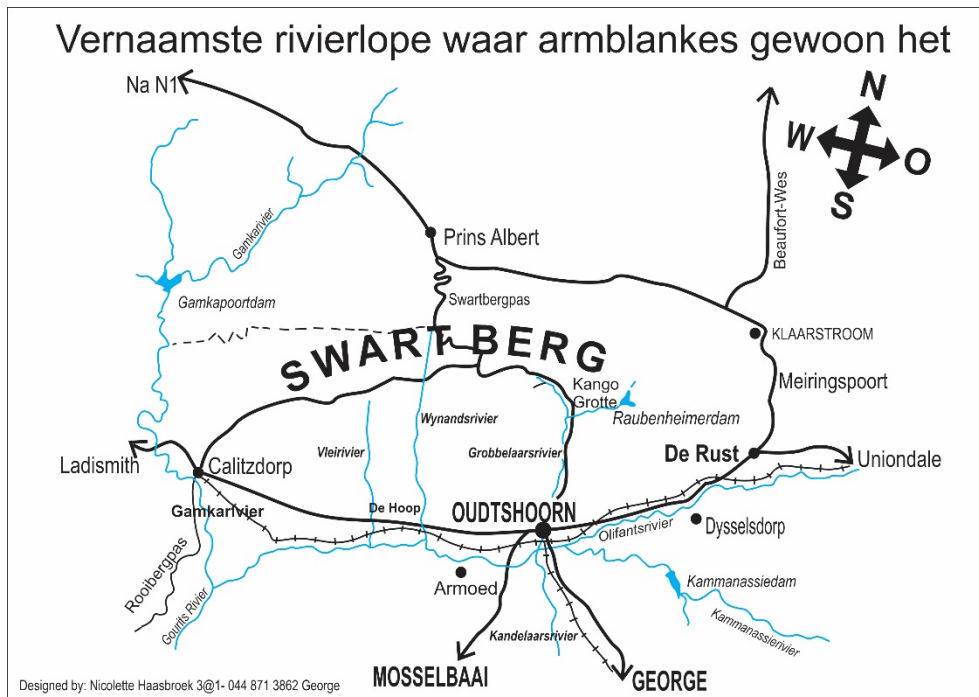 Vernaamste rivierlope waar armblankes gewoon het
Na N1
N
W
O
S
Gamkarivier
Prins Albert
Beaufort-Wes
Gamkapoortdam
Swartbergpas
SWARTBERG
KLAARSTROOM
Meiringspoort
Kango
Grotte
Raubenheimerdam
Wynandsrivier
Vleirivier
Grobbelaarsrivier
De Rust
Uniondale
Ladismith
Calitzdorp
Gamkarivier
De Hoop
OUDTSHOORN
Olifantsrivier
Dysselsdorp
Rooibergpas
Gourits Rivier
Armoed
Kammanassiedam
Kammanassierivier
Kandelaarsrivier
MOSSELBAAI
GEORGE
Designed by: Nicolette Haasbroek 3@1- 044 871 3862 George